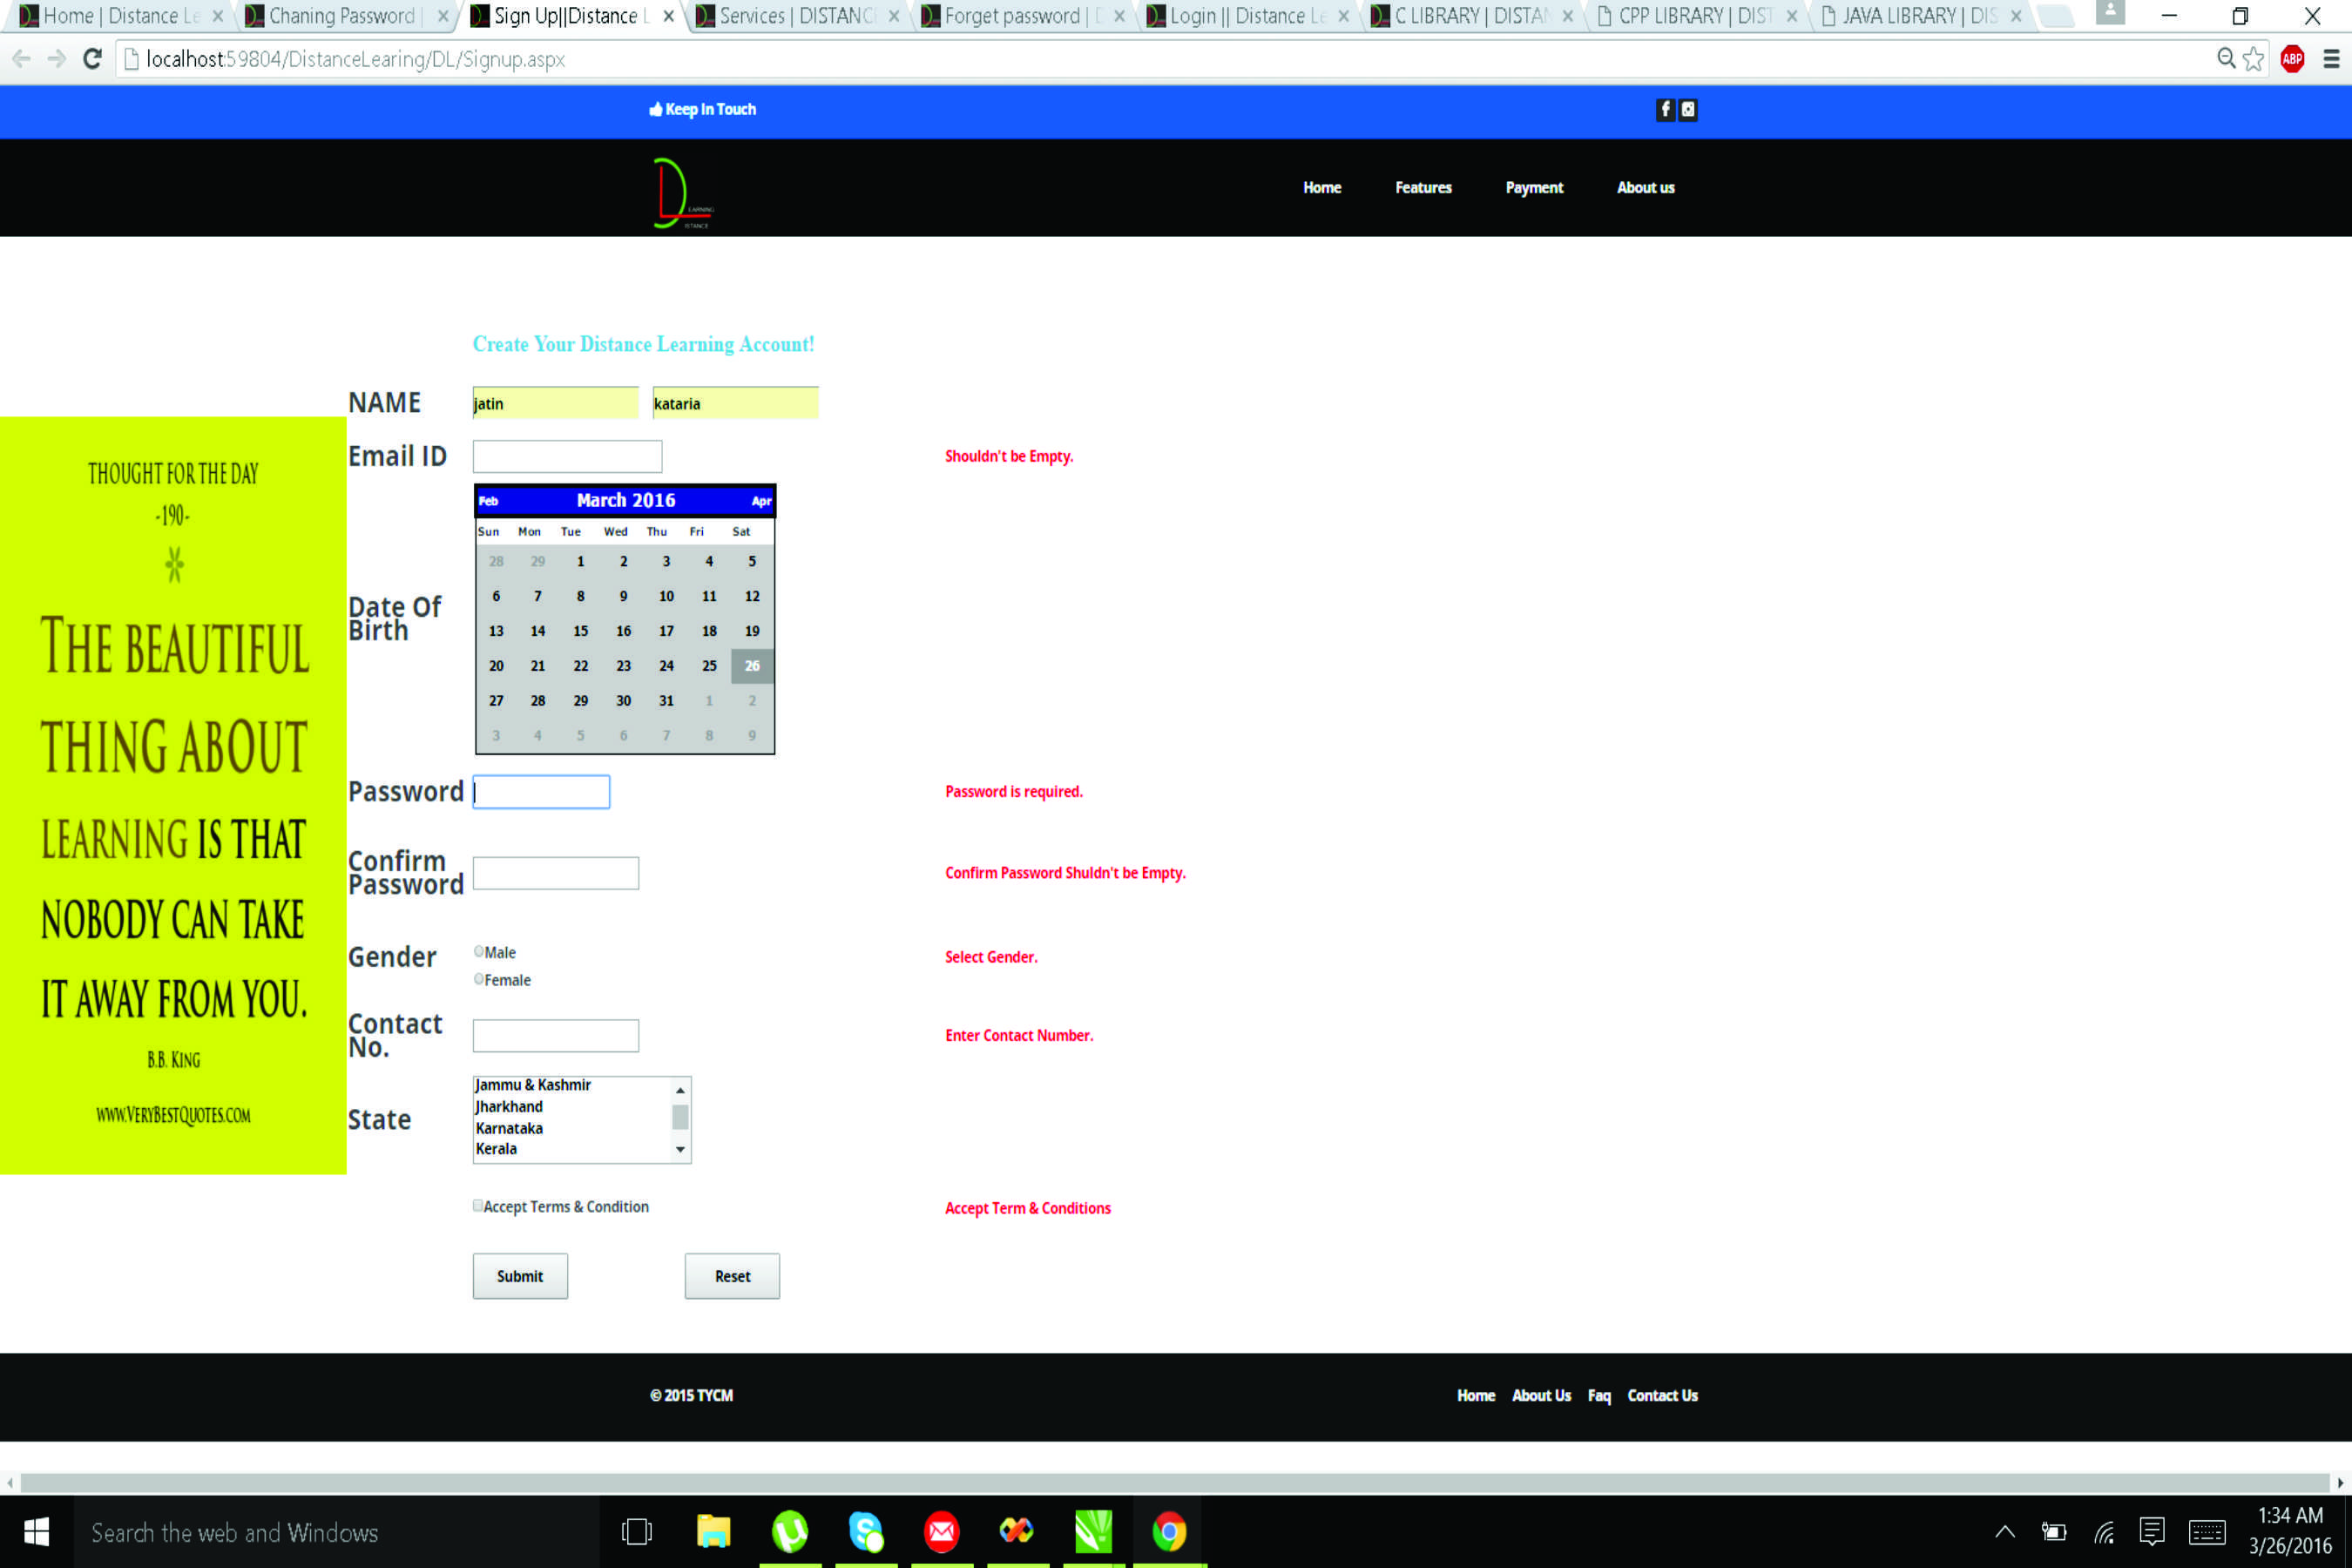 Home | Distance Le
Chaning Password |
Sign Up||Distance L
Services | DISTANC
Forget password | D
Login || Distance Le
C LIBRARY | DISTAN
CPP LIBRARY | DIST
JAVA LIBRARY | DIS
localhost:59804/DistanceLearing/DL/Signup.aspx
ABP
Keep In Touch
EARNING
ISTANCE
Home Features Payment About us
Create Your Distance Learning Account!
NAME jatin kataria
Email ID Shouldn't be Empty.
Feb March 2016 Apr
Sun Mon Tue Wed Thu Fri Sat
28 29 1 2 3 4 5
6 7 8 9 10 11 12
13 14 15 16 17 18 19
20 21 22 23 24 25 26
27 28 29 30 31 1 2
3 4 5 6 7 8 9
Date Of
Birth
Password Password is required.
Confirm
Password
Confirm Password Shuldn't be Empty.
Gender
Male
Female
Select Gender.
Contact
No.
Enter Contact Number.
State
Jammu & Kashmir
Jharkhand
Karnataka
Kerala
Accept Terms & Condition Accept Term & Conditions
Submit Reset
THOUGHT FOR THE DAY
-190-
THE BEAUTIFUL
THING ABOUT
LEARNING IS THAT
NOBODY CAN TAKE
IT AWAY FROM YOU.
B.B. KING
WWW.VERYBESTQUOTES.COM
© 2015 TYCM
Home About Us Faq Contact Us
Search the web and Windows
1:34 AM
3/26/2016